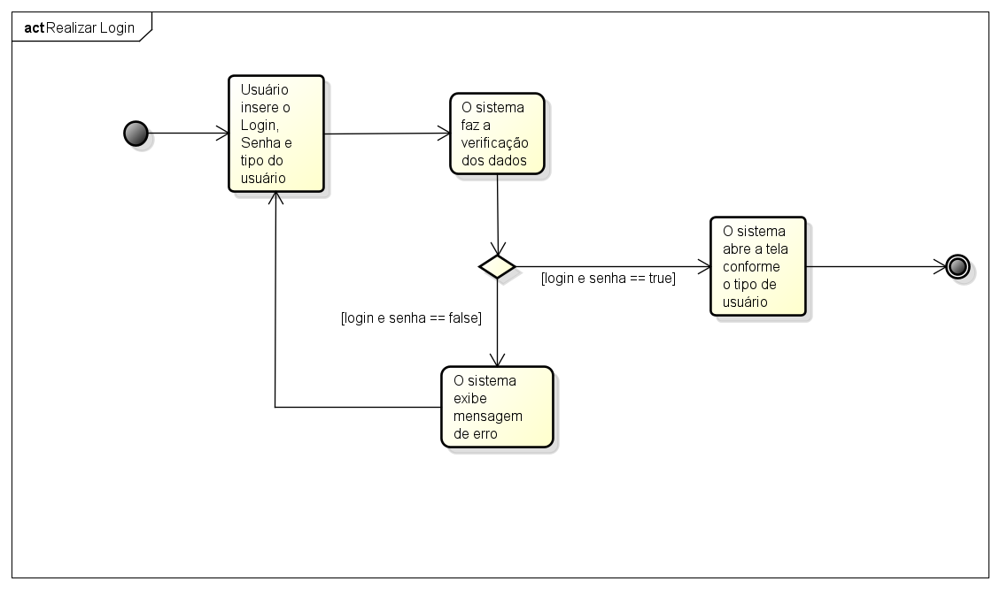 act Realizar Login
Usuário
insere o
Login,
Senha e
tipo do
usuário
O sistema
faz a
verificação
dos dados
[login e senha == true]
O sistema
abre a tela
conforme
o tipo de
usuário
[login e senha == false]
O sistema
exibe
mensagem
de erro